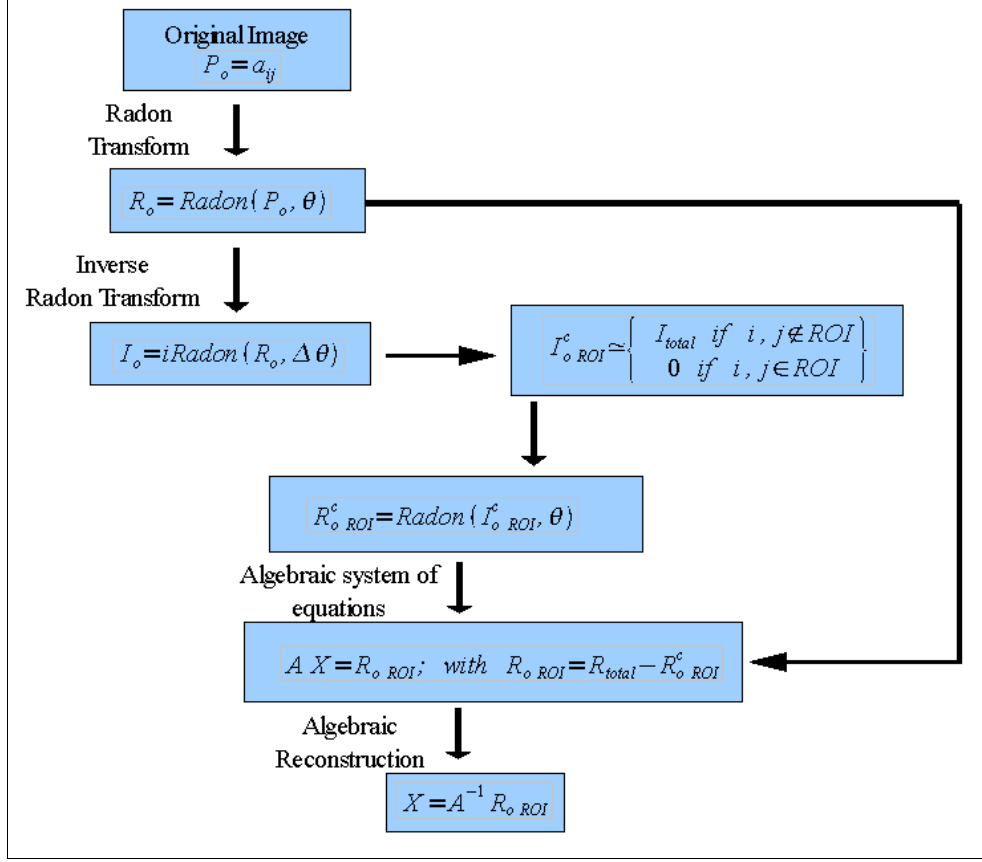 Original Image
P_o = a_ij
Radon
Transform
R_o = Radon(P_o, θ)
Inverse
Radon Transform
I_o = iRadon(R_o, Δθ)
I^c_o ROI ≃ { I_total if i, j ∉ ROI
0 if i, j ∈ ROI }
R^c_o ROI = Radon(I^c_o ROI, θ)
Algebraic system of
equations
A X = R_o ROI; with R_o ROI = R_total − R^c_o ROI
Algebraic
Reconstruction
X = A^−1 R_o ROI